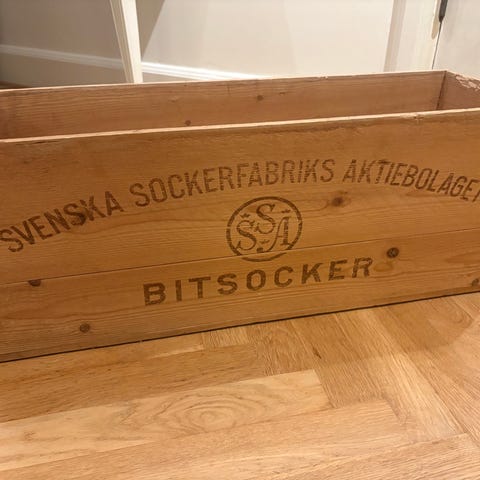 SVENSKA SOCKERFABRIKS AKTIEBOLAGET
SSA
BITSOCKER